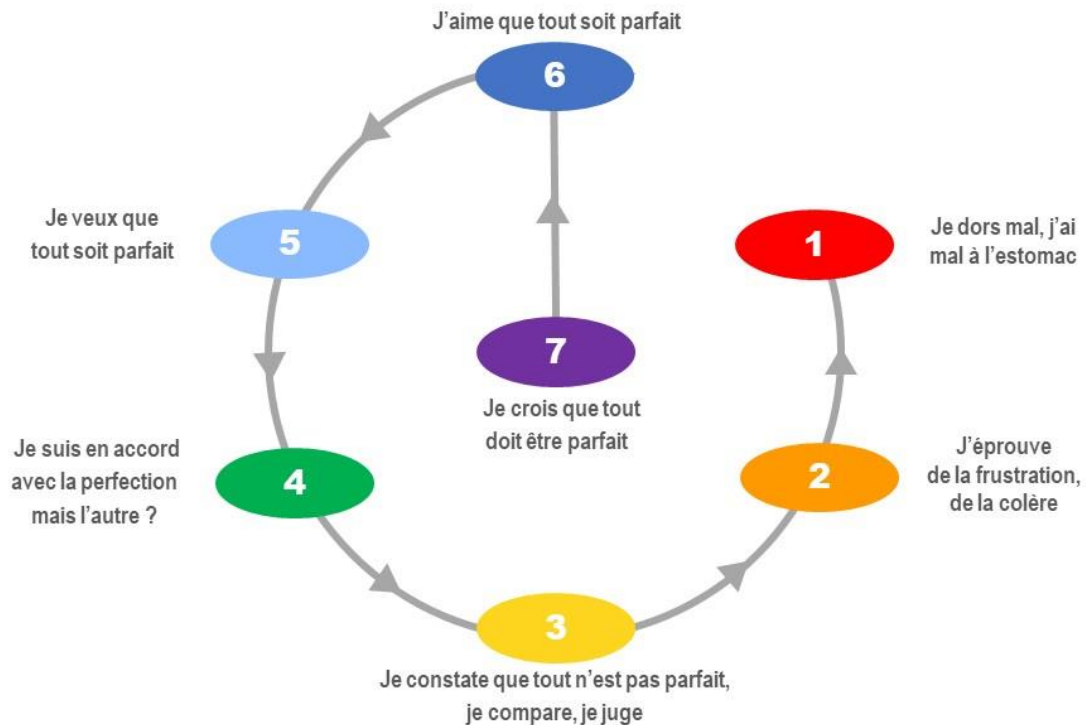 J’aime que tout soit parfait
6
Je veux que
tout soit parfait
5
1
Je dors mal, j’ai
mal à l’estomac
7
Je crois que tout
doit être parfait
Je suis en accord
avec la perfection
mais l’autre ?
4
2
J’éprouve
de la frustration,
de la colère
3
Je constate que tout n’est pas parfait,
je compare, je juge